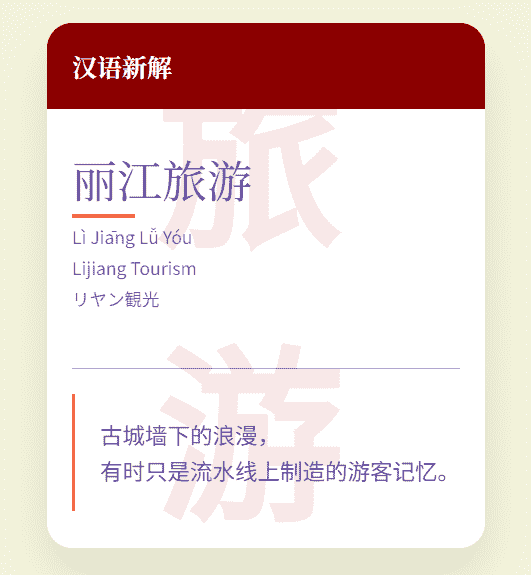 汉语新解
丽江旅游
Lì Jiāng Lǚ Yóu
Lijiang Tourism
リヤン観光
古城墙下的浪漫，
有时只是流水线上制造的游客记忆。
旅
游